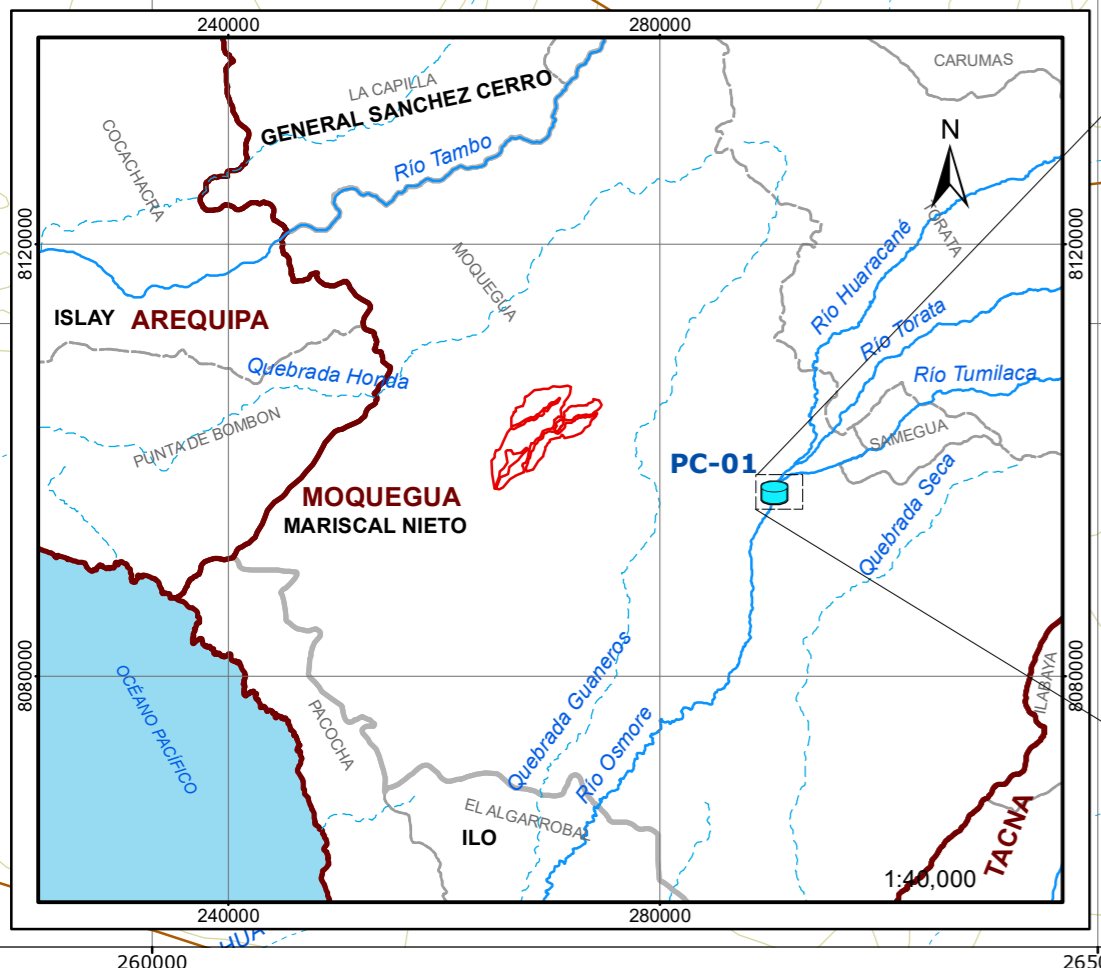 240000
280000
CARUMAS
LA CAPILLA
GENERAL SANCHEZ CERRO
COCACHACRA
Río Tambo
N
TORATA
8120000
8120000
Río Huaracané
MOQUEGUA
ISLAY
AREQUIPA
Río Torata
Quebrada Honda
Río Tumilaca
PUNTA DE BOMBON
SAMEGUA
PC-01
MOQUEGUA
MARISCAL NIETO
Quebrada Seca
8080000
8080000
OCÉANO PACÍFICO
Quebrada Guaneros
ILABAYA
PACOCHA
Río Osmore
EL ALGARROBAL
ILO
TACNA
1:40,000
240000
280000
HUA
260000
2650